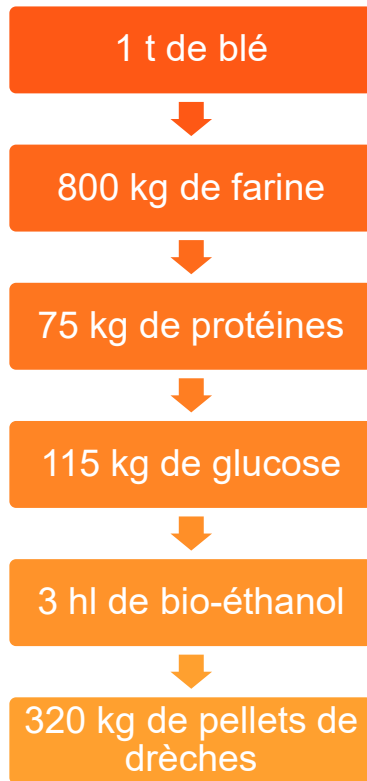 1 t de blé
800 kg de farine
75 kg de protéines
115 kg de glucose
3 hl de bio-éthanol
320 kg de pellets de
drèches